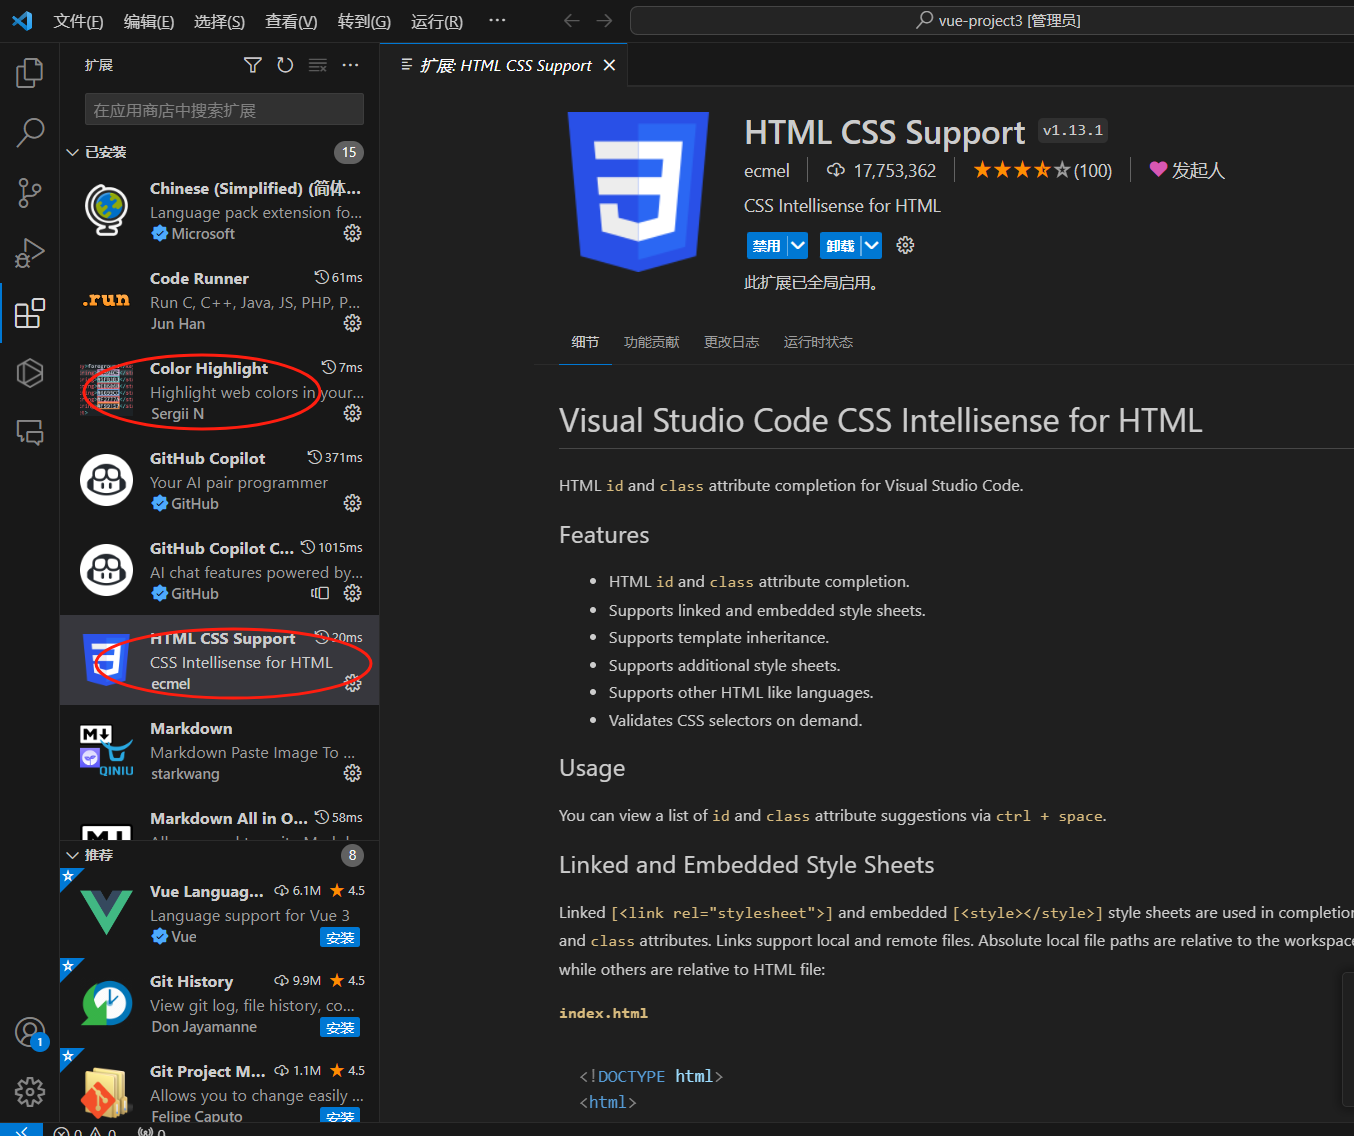 文件(F) 编辑(E) 选择(S) 查看(V) 转到(G) 运行(R) ··· vue-project3 [管理员]
扩展
在应用商店中搜索扩展
已安装 15
Chinese (Simplified) (简体...
Language pack extension fo...
Microsoft
Code Runner 61ms
.run
Run C, C++, Java, JS, PHP, P...
Jun Han
Color Highlight 7ms
Highlight web colors in your...
Sergii N
GitHub Copilot 371ms
Your AI pair programmer
GitHub
GitHub Copilot C... 1015ms
AI chat features powered by...
GitHub
HTML CSS Support 20ms
CSS Intellisense for HTML
ecmel
Markdown
Markdown Paste Image To ...
starkwang
QINIU
Markdown All in O... 58ms
推荐 8
Vue Languag... 6.1M ★ 4.5
Language support for Vue 3
Vue 安装
Git History 9.9M ★ 4.5
View git log, file history, co...
Don Jayamanne 安装
Git Project M... 1.1M ★ 4.5
Allows you to change easily ...
Felipe Caputo 安装
1
0 0 0
扩展: HTML CSS Support
HTML CSS Support v1.13.1
ecmel 17,753,362 (100) 发起人
CSS Intellisense for HTML
禁用 卸载
此扩展已全局启用。
细节 功能贡献 更改日志 运行时状态
Visual Studio Code CSS Intellisense for HTML
HTML id and class attribute completion for Visual Studio Code.
Features
• HTML id and class attribute completion.
• Supports linked and embedded style sheets.
• Supports template inheritance.
• Supports additional style sheets.
• Supports other HTML like languages.
• Validates CSS selectors on demand.
Usage
You can view a list of id and class attribute suggestions via ctrl + space.
Linked and Embedded Style Sheets
Linked [<link rel="stylesheet">] and embedded [<style></style>] style sheets are used in completion
and class attributes. Links support local and remote files. Absolute local file paths are relative to the workspac
while others are relative to HTML file:
index.html
<!DOCTYPE html>
<html>